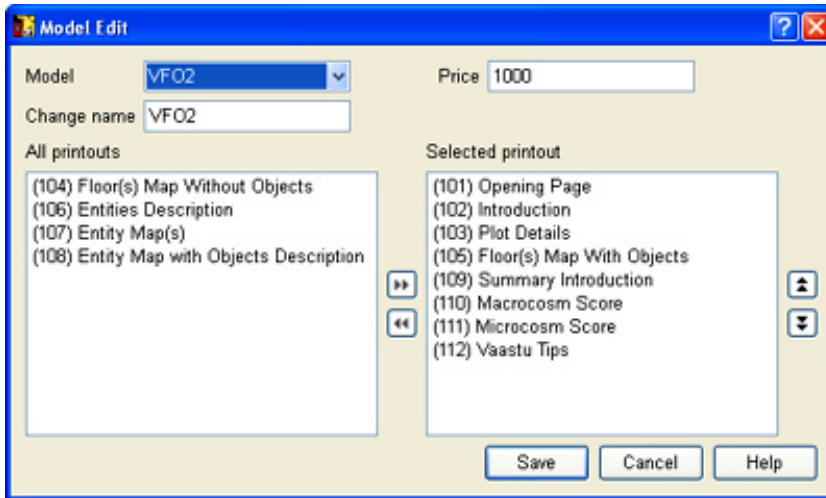 Model Edit
Model VFO2 Price 1000
Change name VFO2
All printouts Selected printout
(104) Floor(s) Map Without Objects
(106) Entities Description
(107) Entity Map(s)
(108) Entity Map with Objects Description
(101) Opening Page
(102) Introduction
(103) Plot Details
(105) Floor(s) Map With Objects
(109) Summary Introduction
(110) Macrocosm Score
(111) Microcosm Score
(112) Vaastu Tips
Save Cancel Help